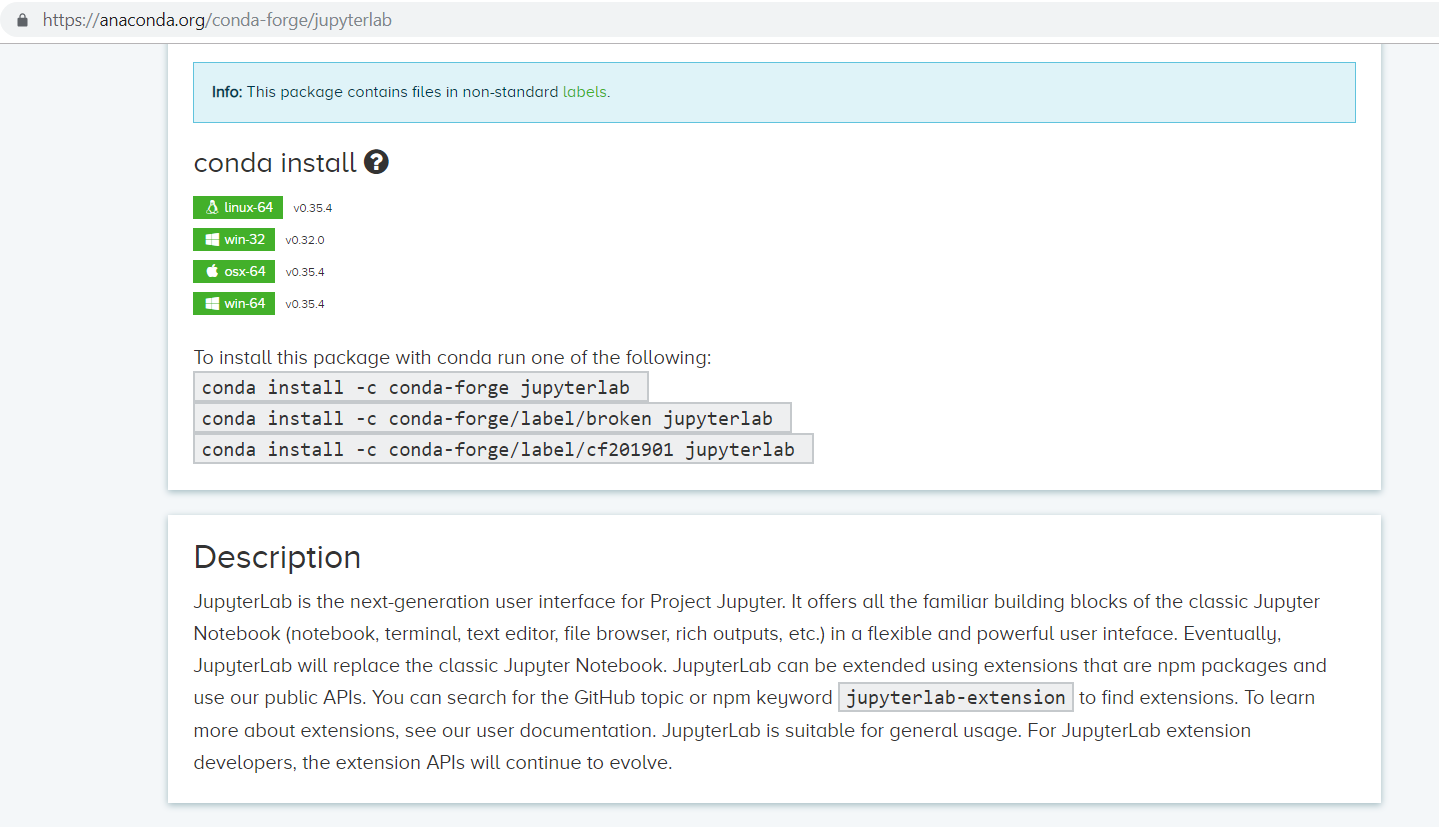 https://anaconda.org/conda-forge/jupyterlab
Info: This package contains files in non-standard labels.
conda install ?
linux-64 v0.35.4
win-32 v0.32.0
osx-64 v0.35.4
win-64 v0.35.4
To install this package with conda run one of the following:
conda install -c conda-forge jupyterlab
conda install -c conda-forge/label/broken jupyterlab
conda install -c conda-forge/label/cf201901 jupyterlab
Description
JupyterLab is the next-generation user interface for Project Jupyter. It offers all the familiar building blocks of the classic Jupyter
Notebook (notebook, terminal, text editor, file browser, rich outputs, etc.) in a flexible and powerful user inteface. Eventually,
JupyterLab will replace the classic Jupyter Notebook. JupyterLab can be extended using extensions that are npm packages and
use our public APIs. You can search for the GitHub topic or npm keyword jupyterlab-extension to find extensions. To learn
more about extensions, see our user documentation. JupyterLab is suitable for general usage. For JupyterLab extension
developers, the extension APIs will continue to evolve.